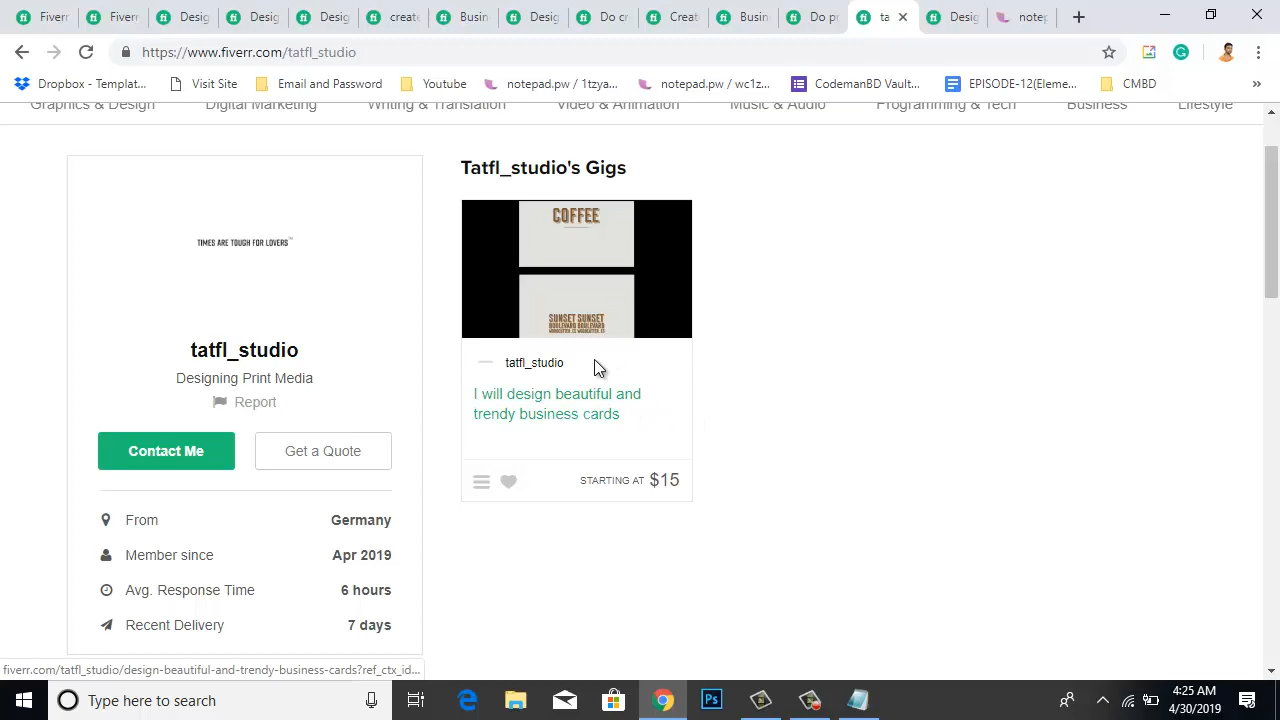 Fiverr
Fiverr
Desig
Desig
Desig
create
Busin
Desig
Do cr
Creat
Busin
Do pr
ta
Desig
notep
https://www.fiverr.com/tatfl_studio
Dropbox - Templat...
Visit Site
Email and Password
Youtube
notepad.pw / 1tzya...
notepad.pw / wc1z...
CodemanBD Vault...
EPISODE-12(Eleme...
CMBD
»
Graphics & Design
Digital Marketing
Writing & Translation
Video & Animation
Music & Audio
Programming & Tech
Business
Lifestyle
TIMES ARE TOUGH FOR LOVERS™
tatfl_studio
Designing Print Media
Report
Contact Me
Get a Quote
From Germany
Member since Apr 2019
Avg. Response Time 6 hours
Recent Delivery 7 days
Tatfl_studio's Gigs
COFFEE
SUNSET SUNSET
BOULEVARD BOULEVARD
tatfl_studio
I will design beautiful and
trendy business cards
STARTING AT $15
fiverr.com/tatfl_studio/design-beautiful-and-trendy-business-cards?ref_ctx_id...
Type here to search
Ps
4:25 AM
4/30/2019